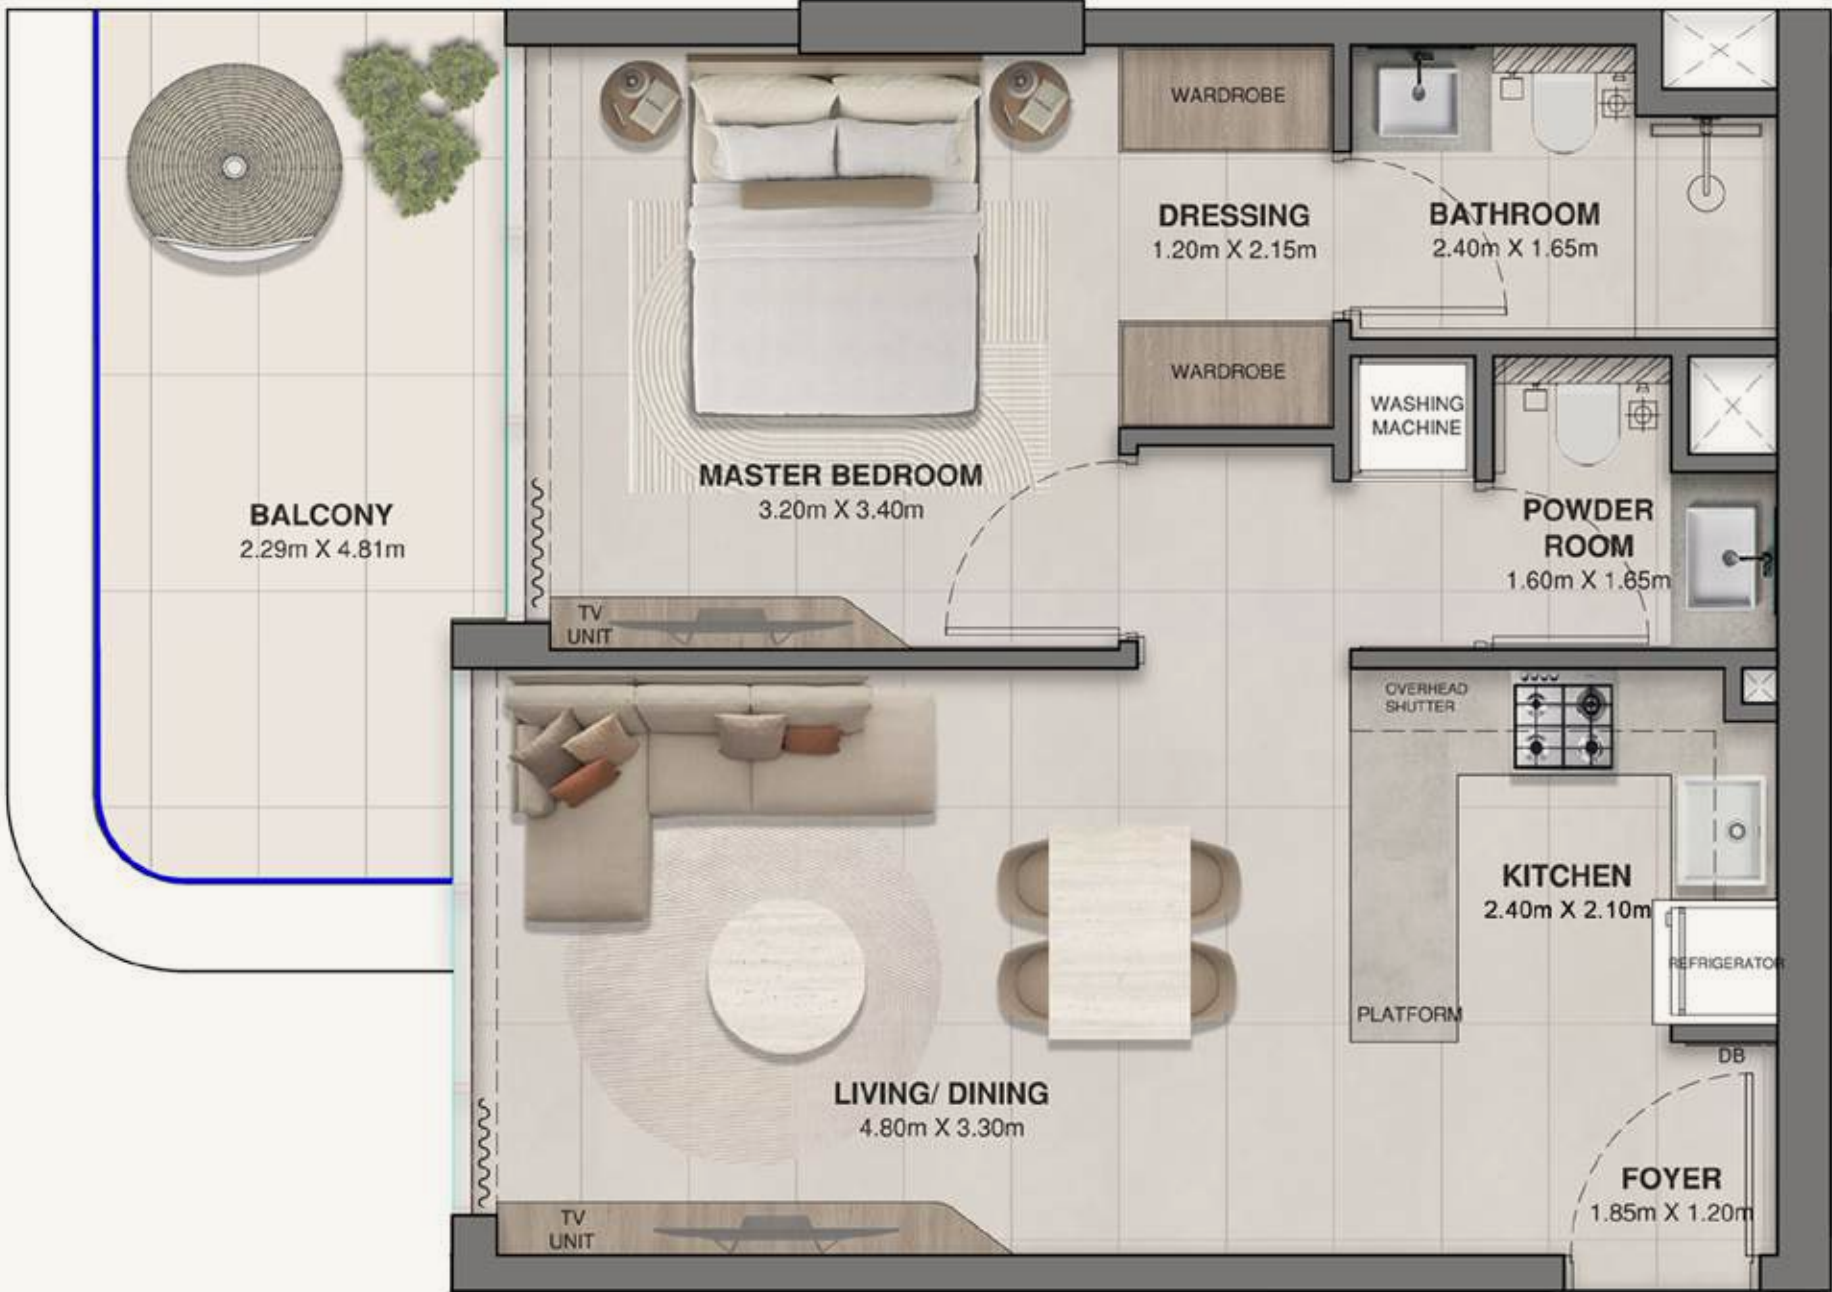 WARDROBE
DRESSING
1.20m X 2.15m
BATHROOM
2.40m X 1.65m
WARDROBE
WASHING
MACHINE
MASTER BEDROOM
3.20m X 3.40m
BALCONY
2.29m X 4.81m
POWDER
ROOM
1.60m X 1.65m
TV
UNIT
OVERHEAD
SHUTTER
KITCHEN
2.40m X 2.10m
REFRIGERATOR
PLATFORM
DB
LIVING/ DINING
4.80m X 3.30m
FOYER
1.85m X 1.20m
TV
UNIT